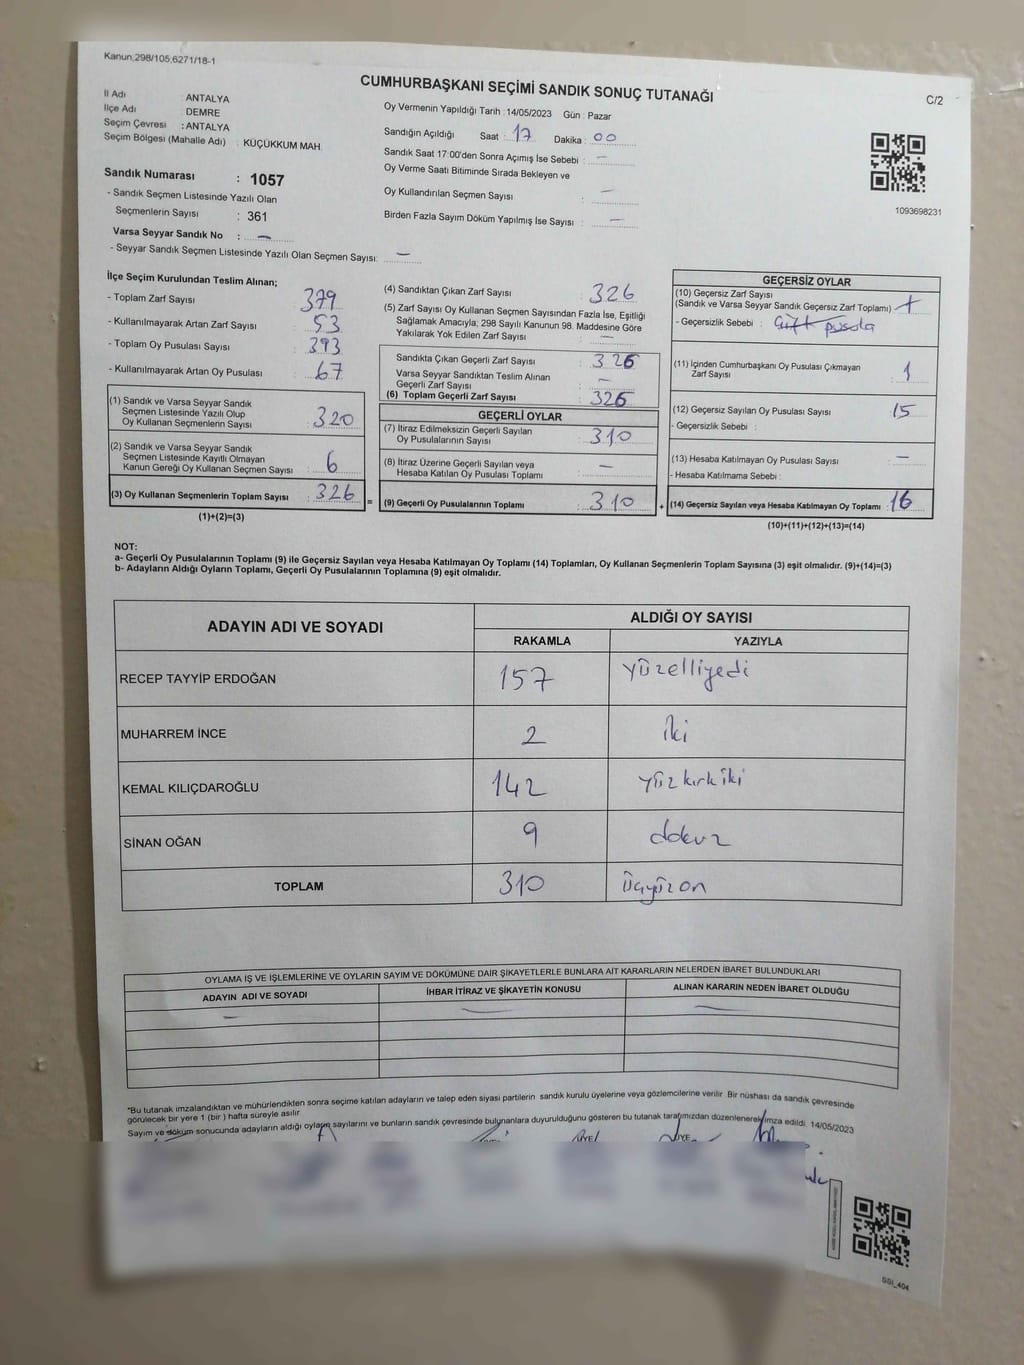 Kanun,298/105,6271/18-1
CUMHURBAŞKANI SEÇİMİ SANDIK SONUÇ TUTANAĞI
C/2
İl Adı : ANTALYA
İlçe Adı : DEMRE
Seçim Çevresi : ANTALYA
Seçim Bölgesi (Mahalle Adı) : KÜÇÜKKUM MAH.
Sandık Numarası : 1057
- Sandık Seçmen Listesinde Yazılı Olan
Seçmenlerin Sayısı : 361
Varsa Seyyar Sandık No : —
- Seyyar Sandık Seçmen Listesinde Yazılı Olan Seçmen Sayısı: —
Oy Vermenin Yapıldığı Tarih : 14/05/2023 Gün : Pazar
Sandığın Açıldığı Saat : 17 Dakika : 00
Sandık Saat 17:00'den Sonra Açımış İse Sebebi : —
Oy Verme Saati Bitiminde Sırada Bekleyen ve
Oy Kullandırılan Seçmen Sayısı : —
Birden Fazla Sayım Döküm Yapılmış İse Sayısı : —
1093698231
İlçe Seçim Kurulundan Teslim Alınan;
- Toplam Zarf Sayısı : 379
- Kullanılmayarak Artan Zarf Sayısı : 53
- Toplam Oy Pusulası Sayısı : 393
- Kullanılmayarak Artan Oy Pusulası : 67
(1) Sandık ve Varsa Seyyar Sandık
Seçmen Listesinde Yazılı Olup
Oy Kullanan Seçmenlerin Sayısı : 320
(2) Sandık ve Varsa Seyyar Sandık
Seçmen Listesinde Kayıtlı Olmayan
Kanun Gereği Oy Kullanan Seçmen Sayısı : 6
(3) Oy Kullanan Seçmenlerin Toplam Sayısı : 326 =
(1)+(2)=(3)
(4) Sandıktan Çıkan Zarf Sayısı : 326
(5) Zarf Sayısı Oy Kullanan Seçmen Sayısından Fazla İse, Eşitliği
Sağlamak Amacıyla; 298 Sayılı Kanunun 98. Maddesine Göre
Yakılarak Yok Edilen Zarf Sayısı : —
Sandıkta Çıkan Geçerli Zarf Sayısı : 326
Varsa Seyyar Sandıktan Teslim Alınan
Geçerli Zarf Sayısı : —
(6) Toplam Geçerli Zarf Sayısı : 326
GEÇERLİ OYLAR
(7) İtiraz Edilmeksizin Geçerli Sayılan
Oy Pusulalarının Sayısı : 310
(8) İtiraz Üzerine Geçerli Sayılan veya
Hesaba Katılan Oy Pusulası Toplamı : —
(9) Geçerli Oy Pusulalarının Toplamı : 310 +
GEÇERSİZ OYLAR
(10) Geçersiz Zarf Sayısı
(Sandık ve Varsa Seyyar Sandık Geçersiz Zarf Toplamı) :
- Geçersizlik Sebebi : Çift pusula
(11) İçinden Cumhurbaşkanı Oy Pusulası Çıkmayan
Zarf Sayısı : 1
(12) Geçersiz Sayılan Oy Pusulası Sayısı : 15
- Geçersizlik Sebebi :
(13) Hesaba Katılmayan Oy Pusulası Sayısı : —
- Hesaba Katılmama Sebebi :
(14) Geçersiz Sayılan veya Hesaba Katılmayan Oy Toplamı : 16
(10)+(11)+(12)+(13)=(14)
NOT:
a- Geçerli Oy Pusulalarının Toplamı (9) ile Geçersiz Sayılan veya Hesaba Katılmayan Oy Toplamı (14) Toplamları, Oy Kullanan Seçmenlerin Toplam Sayısına (3) eşit olmalıdır. (9)+(14)=(3)
b- Adayların Aldığı Oyların Toplamı, Geçerli Oy Pusulalarının Toplamına (9) eşit olmalıdır.
ADAYIN ADI VE SOYADI
ALDIĞI OY SAYISI
RAKAMLA YAZIYLA
RECEP TAYYİP ERDOĞAN 157 yüzelliyedi
MUHARREM İNCE 2 iki
KEMAL KILIÇDAROĞLU 142 yüzkırkiki
SİNAN OĞAN 9
TOPLAM 310 üçyüzon
OYLAMA İŞ VE İŞLEMLERİNE VE OYLARIN SAYIM VE DÖKÜMÜNE DAİR ŞİKAYETLERLE BUNLARA AİT KARARLARIN NELERDEN İBARET BULUNDUKLARI
ADAYIN ADI VE SOYADI İHBAR İTİRAZ VE ŞİKAYETİN KONUSU ALINAN KARARIN NEDEN İBARET OLDUĞU
— — —
*Bu tutanak imzalandıktan ve mühürlendikten sonra seçime katılan adayların ve talep eden siyasi partilerin sandık kurulu üyelerine veya gözlemcilerine verilir. Bir nüshası da sandık çevresinde
görülecek bir yere 1 (bir ) hafta süreyle asılır.
Sayım ve döküm sonucunda adayların aldığı oyların sayılarını ve bunların sandık çevresinde bulunanlara duyurulduğunu gösteren bu tutanak tarafımızdan düzenlenerek imza edildi. 14/05/2023
ÜYE ÜYE
SGI_404